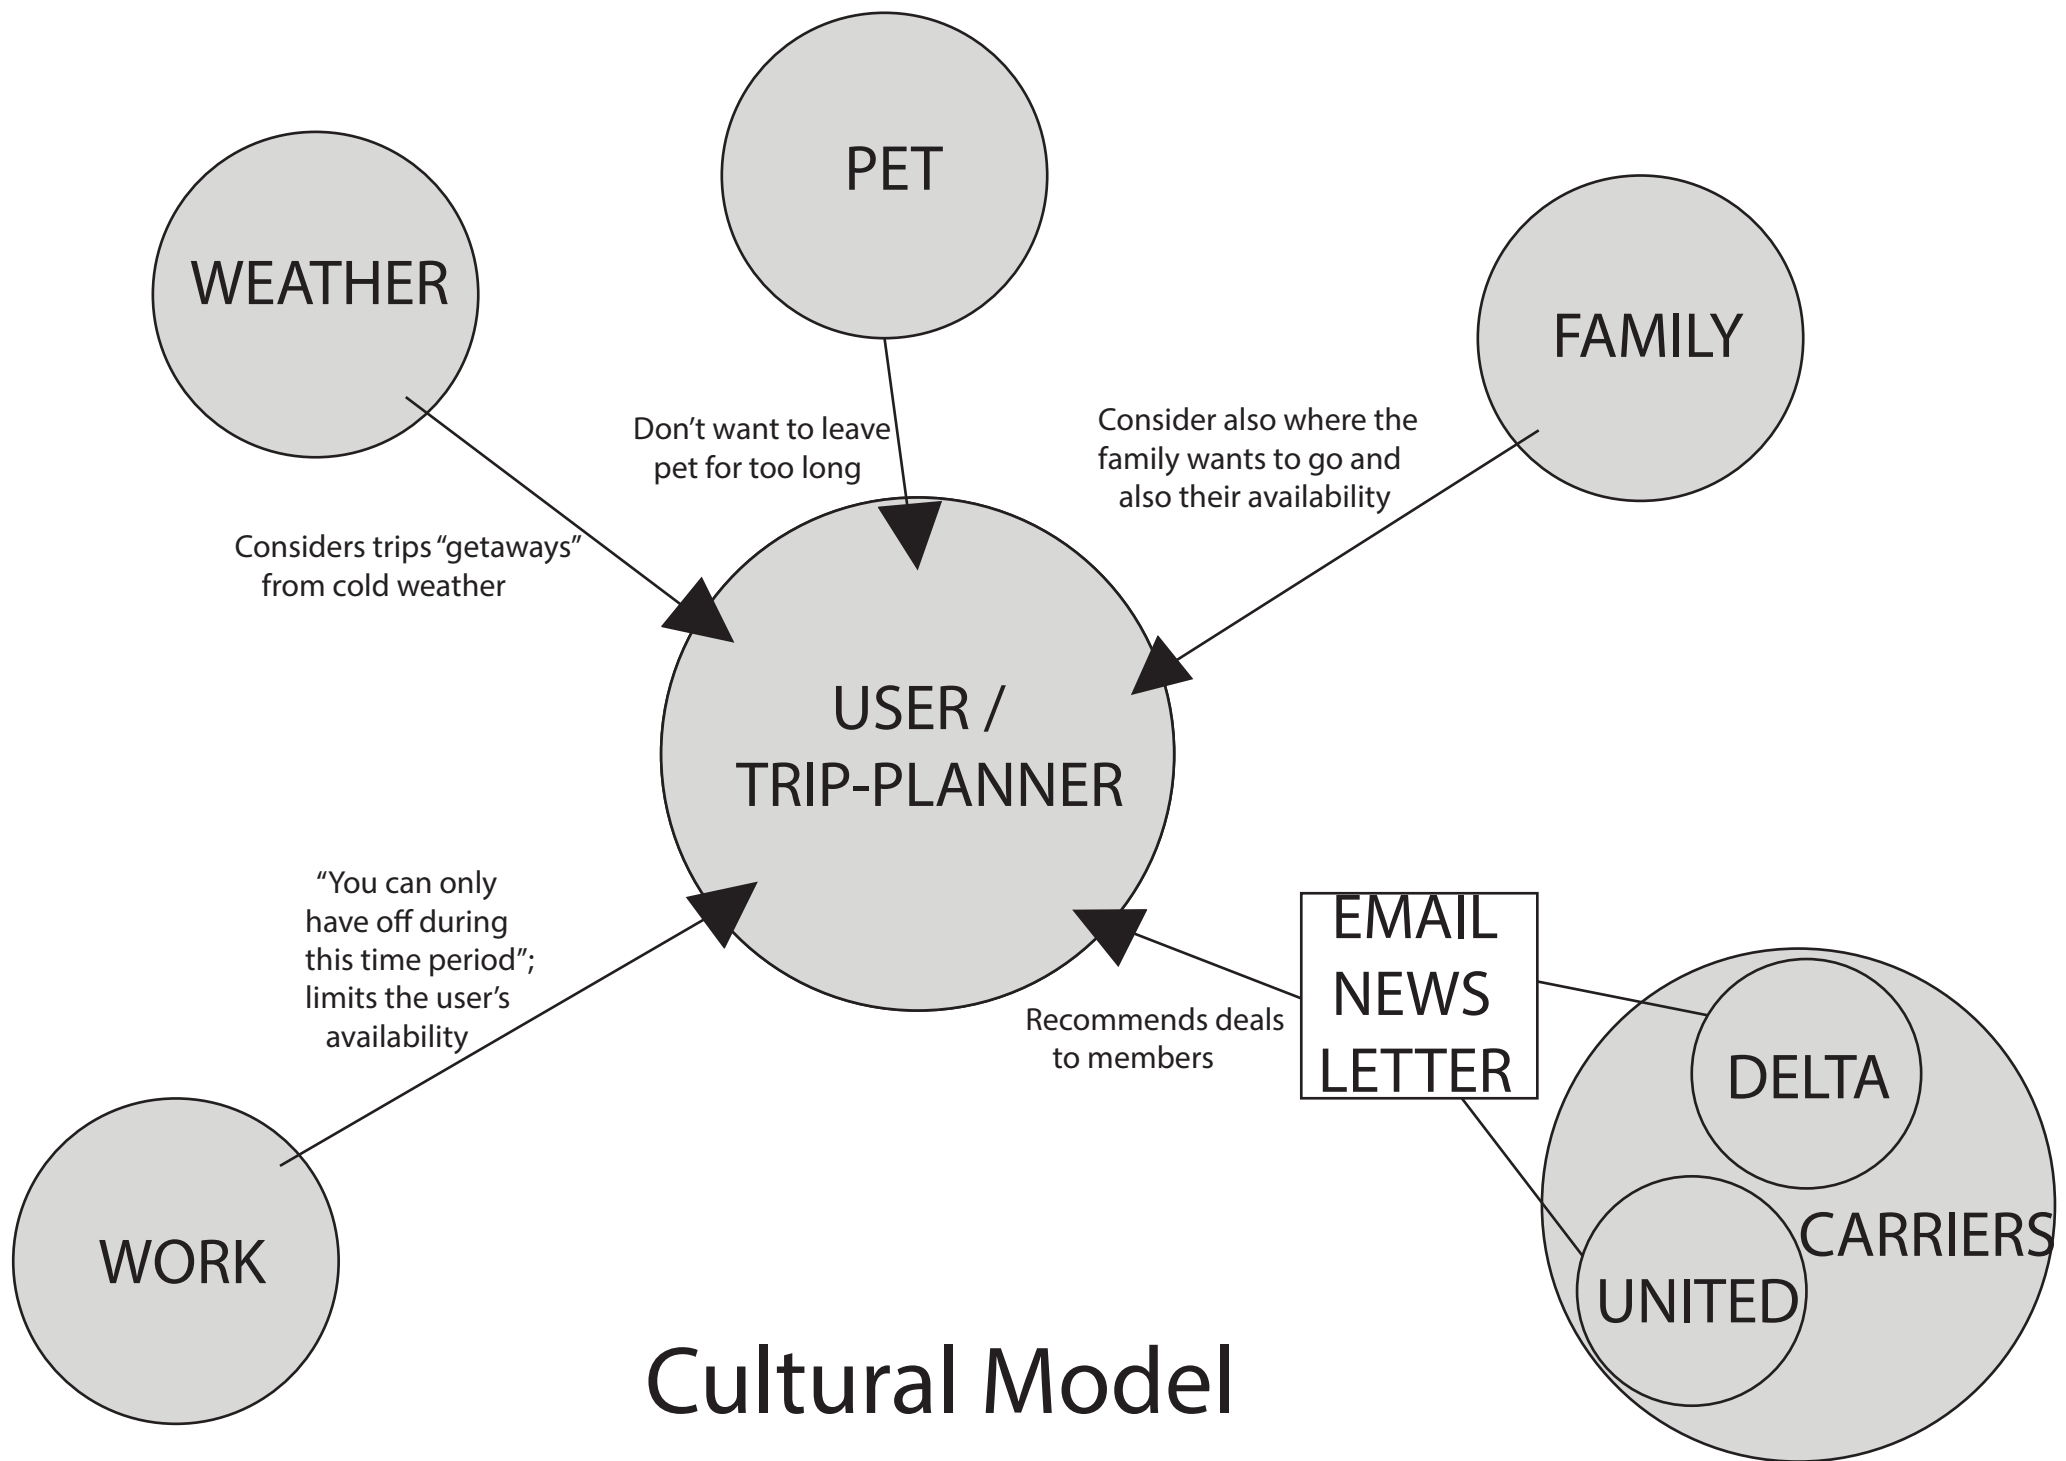 PET
WEATHER
FAMILY
Don’t want to leave
pet for too long
Consider also where the
family wants to go and
also their availability
Considers trips “getaways”
from cold weather
USER /
TRIP-PLANNER
“You can only
have off during
this time period”;
limits the user’s
availability
EMAIL
NEWS
LETTER
Recommends deals
to members
DELTA
CARRIERS
UNITED
WORK
Cultural Model